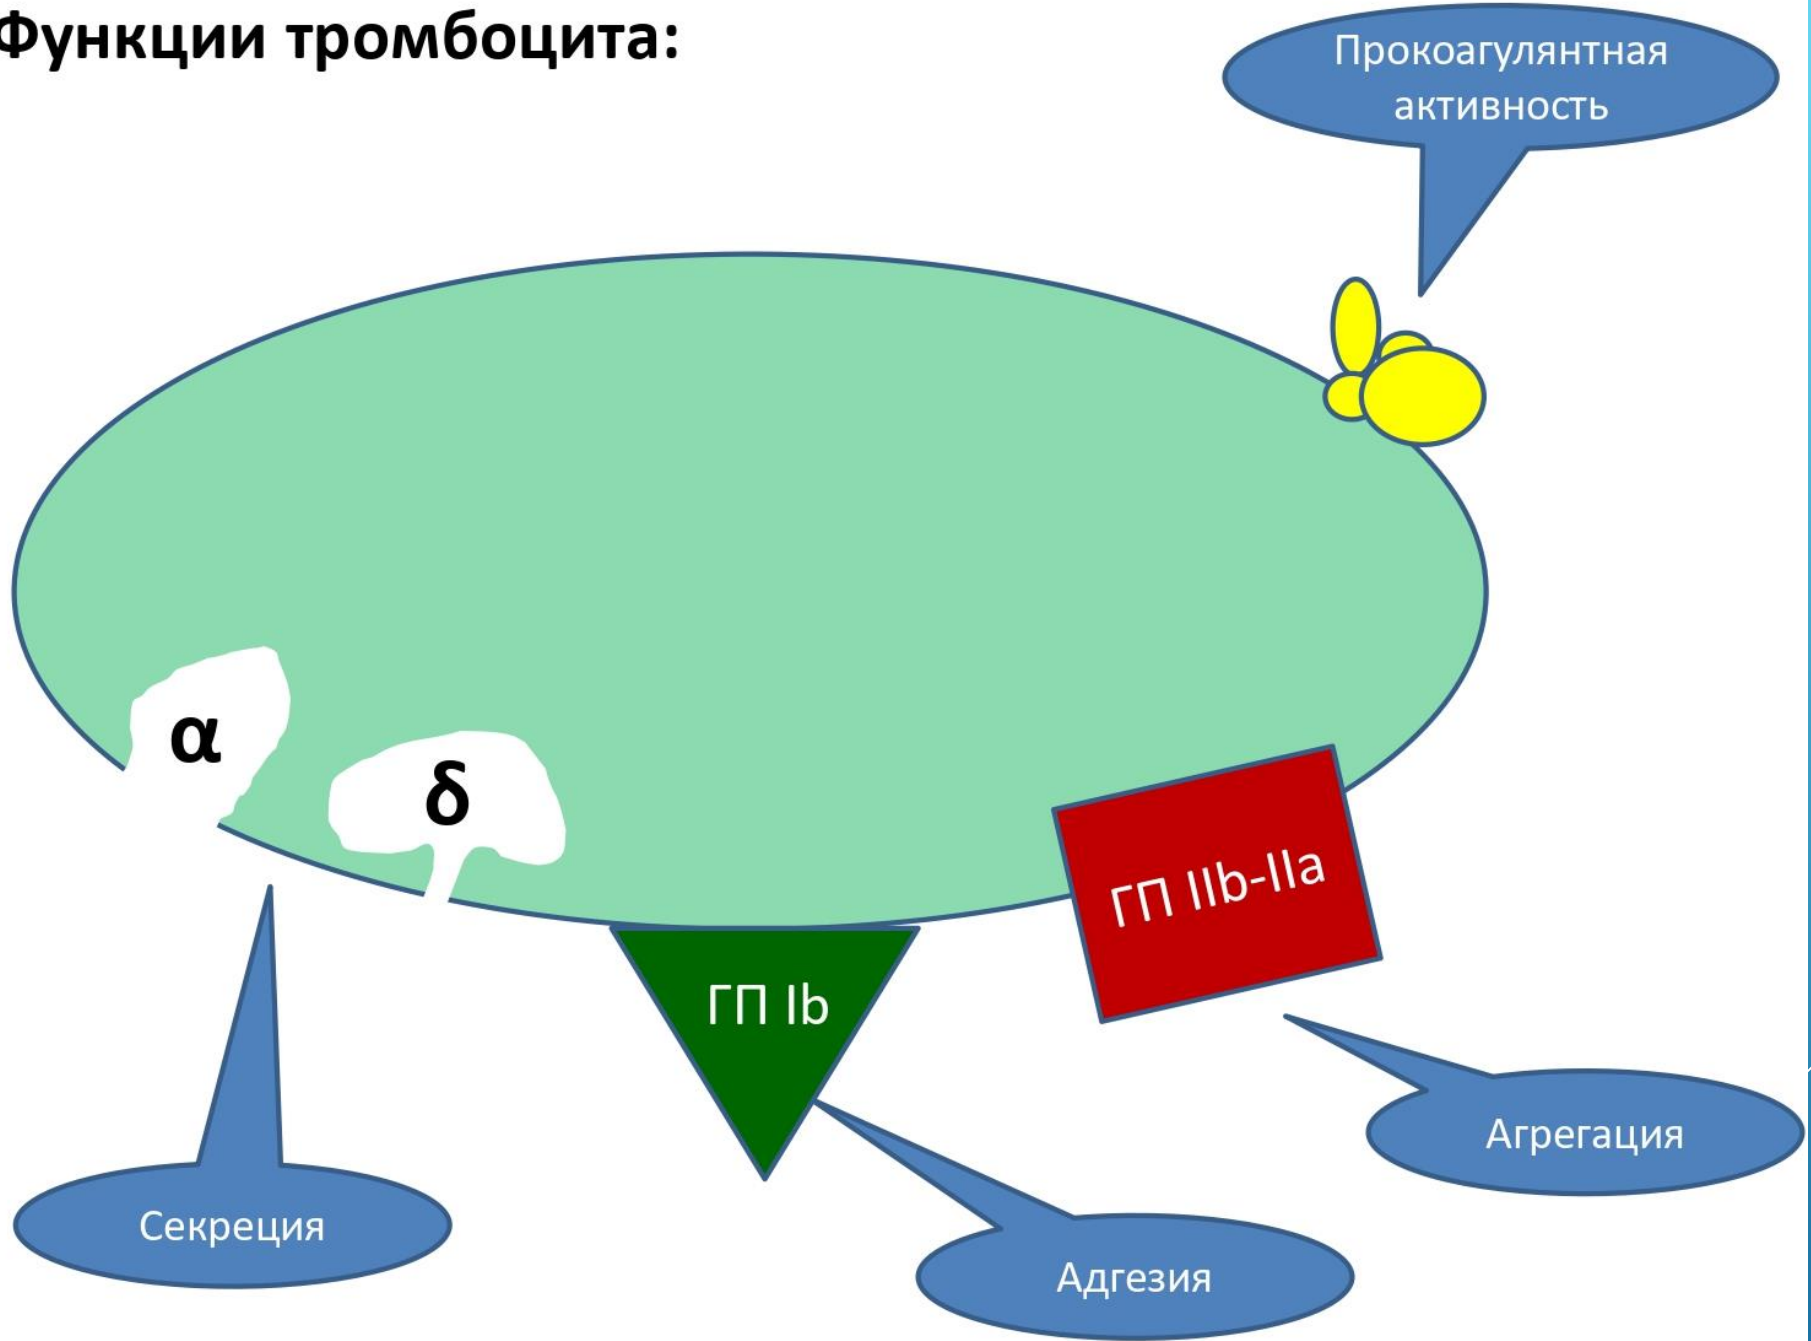 Функции тромбоцита:
Прокоагулянтная
активность
α
δ
ГП IIb-IIa
ГП Ib
Агрегация
Секреция
Адгезия